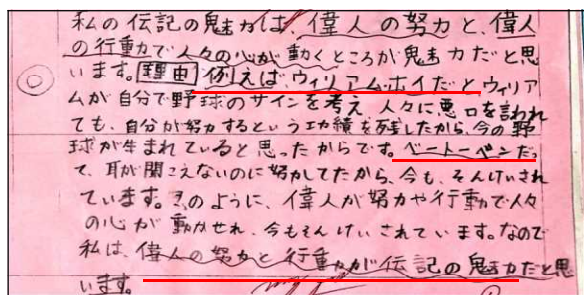 私の伝記の魅力は、偉人の努力と、偉人
の行動力で人々の心が動くところが魅力だと思
います。理由 例えば、ウィリアム・ホイだとウィリア
ムが自分で野球のサインを考え 人々に悪口を言われ
ても、自分が努力するという功績を残したから、今の野
球が生まれていると思ったからです。ベートーベンだっ
て、耳が聞こえないのに努力してたから、今も、そんけいされ
ています。このように、偉人が努力や行動で人々
の心が動かせれ、今もそんけいされています。なので
私は、偉人の努力と行動力が伝記の魅力だと思
います。